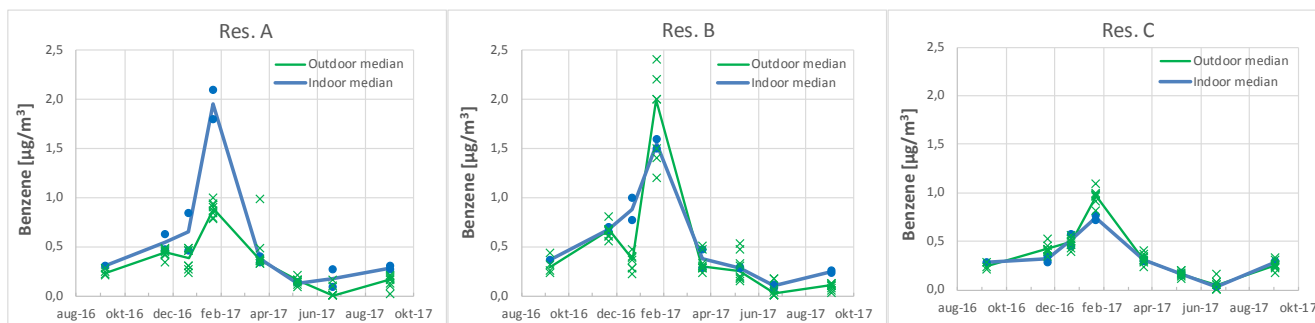 Res. A
Benzene [µg/m³]
2,5
2,0
1,5
1,0
0,5
0,0
Outdoor median
Indoor median
aug-16 okt-16 dec-16 feb-17 apr-17 jun-17 aug-17 okt-17
Res. B
Benzene [µg/m³]
2,5
2,0
1,5
1,0
0,5
0,0
Outdoor median
Indoor median
aug-16 okt-16 dec-16 feb-17 apr-17 jun-17 aug-17 okt-17
Res. C
Benzene [µg/m³]
2,5
2,0
1,5
1,0
0,5
0,0
Outdoor median
Indoor median
aug-16 okt-16 dec-16 feb-17 apr-17 jun-17 aug-17 okt-17